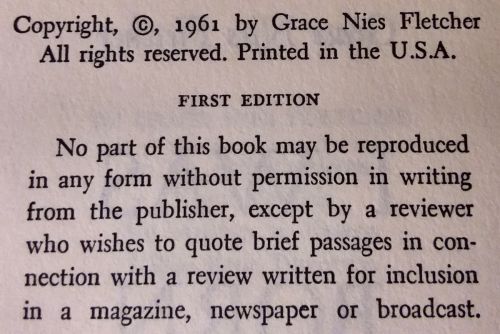 Copyright, ©, 1961 by Grace Nies Fletcher
All rights reserved. Printed in the U.S.A.
FIRST EDITION
No part of this book may be reproduced
in any form without permission in writing
from the publisher, except by a reviewer
who wishes to quote brief passages in con-
nection with a review written for inclusion
in a magazine, newspaper or broadcast.